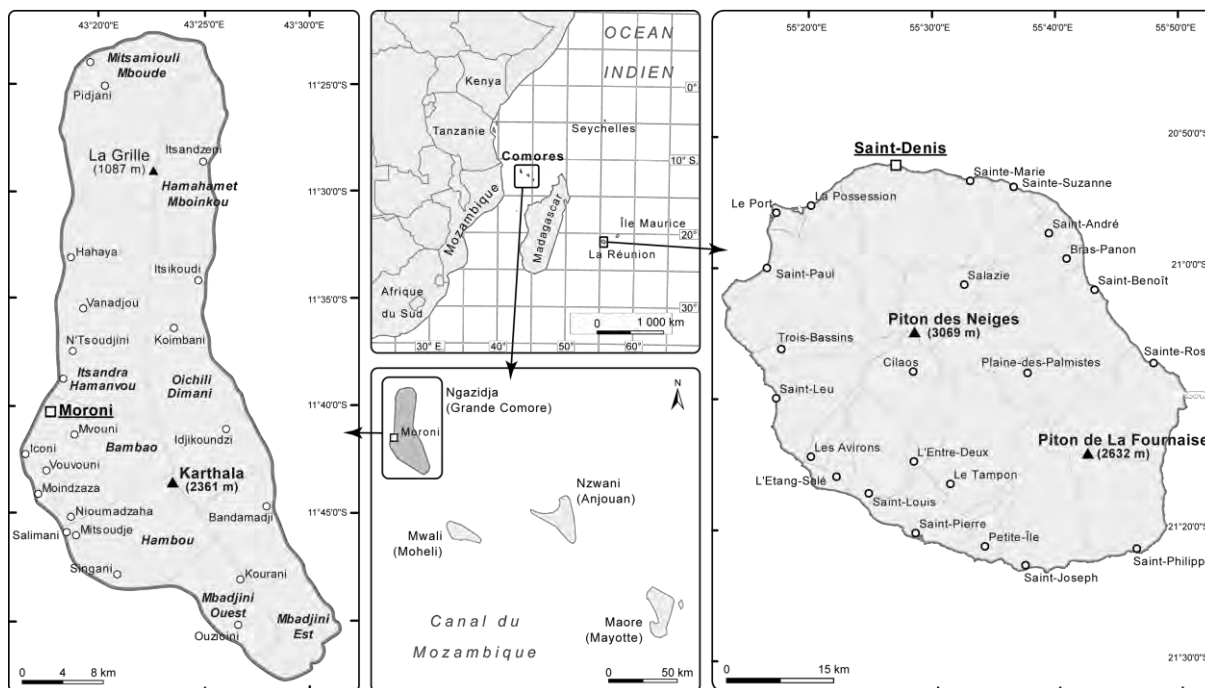 43°20'0"E
43°25'0"E
43°30'0"E
Mitsamiouli
Mboude
Pidjani
11°25'0"S
La Grille
(1087 m)
Itsandzeni
Hamahamet
Mboinkou
11°30'0"S
Hahaya
Itsikoudi
Vanadjou
11°35'0"S
Koimbani
N'Tsoudjini
Itsandra
Hamanvou
Oichili
Dimani
11°40'0"S
Moroni
Mvouni
Bambao
Idjikoundzi
Iconi
Vouvouni
Karthala
(2361 m)
Moindzaza
Nioumadzaha
Bandamadji
11°45'0"S
Salimani
Mitsoudje
Hambou
Singani
Kourani
Mbadjini
Ouest
Mbadjini
Est
Ouzioini
0 4 8 km
OCEAN
INDIEN
Kenya
0°
Tanzanie
Seychelles
Comores
10° S
Mozambique
Madagascar
Île Maurice
20°
La Réunion
Afrique
du Sud
30°
0 1 000 km
30° E
40°
50°
60°
Ngazidja
(Grande Comore)
N
Moroni
Nzwani
(Anjouan)
Mwali
(Moheli)
Maore
(Mayotte)
Canal du
Mozambique
0 50 km
55°20'0"E
55°30'0"E
55°40'0"E
55°50'0"E
20°50'0"S
Saint-Denis
Sainte-Marie
Sainte-Suzanne
La Possession
Le Port
Saint-André
Bras-Panon
Saint-Paul
21°0'0"S
Salazie
Saint-Benoît
Piton des Neiges
(3069 m)
Trois-Bassins
Cilaos
Plaine-des-Palmistes
Sainte-Ros
Saint-Leu
Piton de La Fournaise
(2632 m)
Les Avirons
L'Entre-Deux
L'Etang-Salé
Le Tampon
Saint-Louis
Saint-Pierre
21°20'0"S
Petite-Île
Saint-Philipp
Saint-Joseph
21°30'0"S
0 15 km